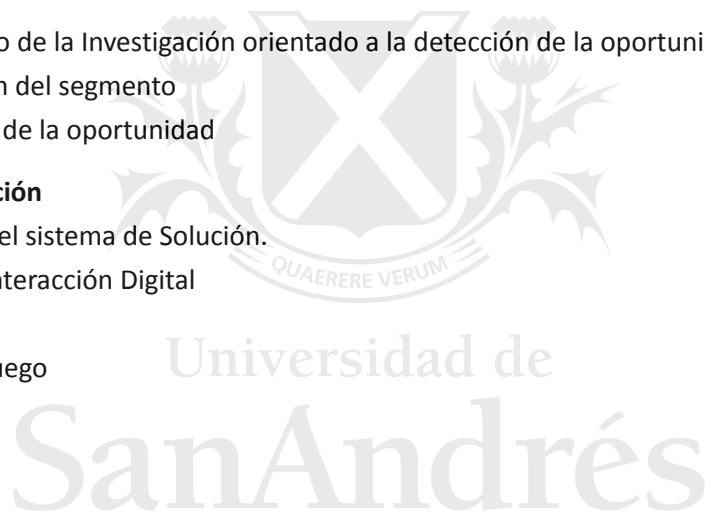 o de la Investigación orientado a la detección de la oportuni
n del segmento
de la oportunidad
ción
el sistema de Solución.
nteracción Digital
QUAERERE VERUM
uego
Universidad de
SanAndrés